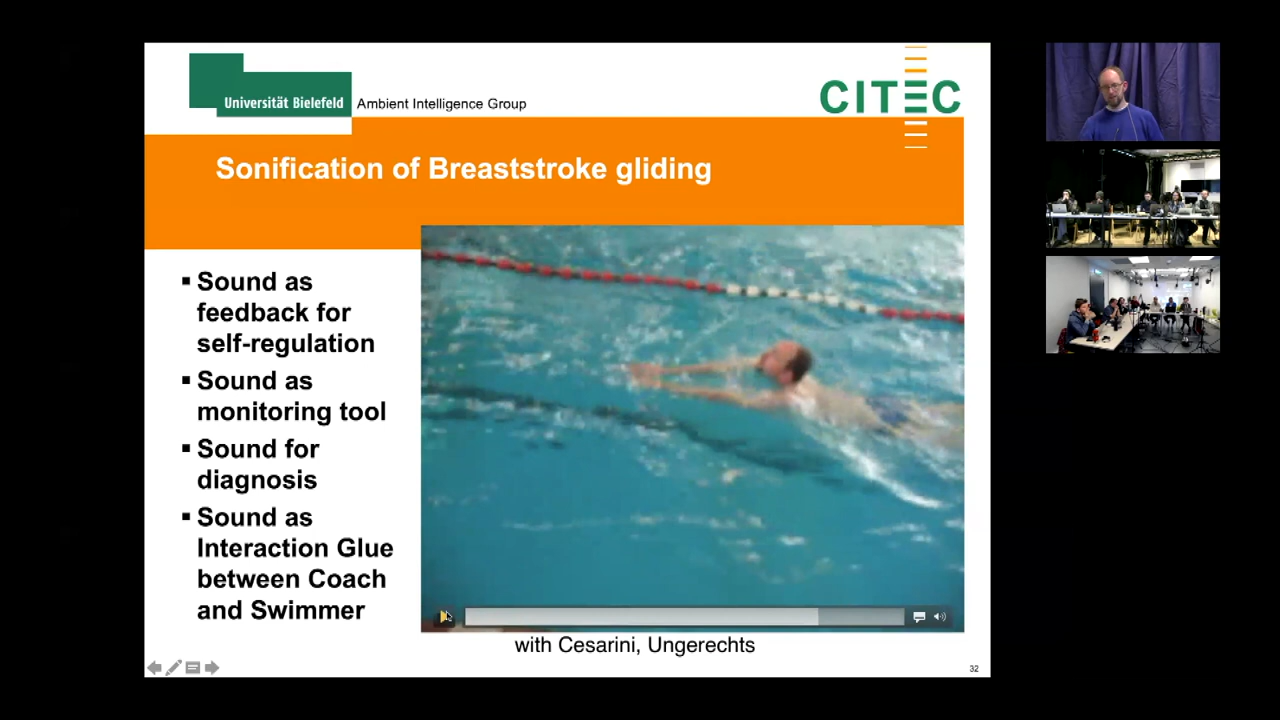 Universität Bielefeld
Ambient Intelligence Group
CITEC
Sonification of Breaststroke gliding
▪ Sound as
feedback for
self-regulation
▪ Sound as
monitoring tool
▪ Sound for
diagnosis
▪ Sound as
Interaction Glue
between Coach
and Swimmer
with Cesarini, Ungerechts
32